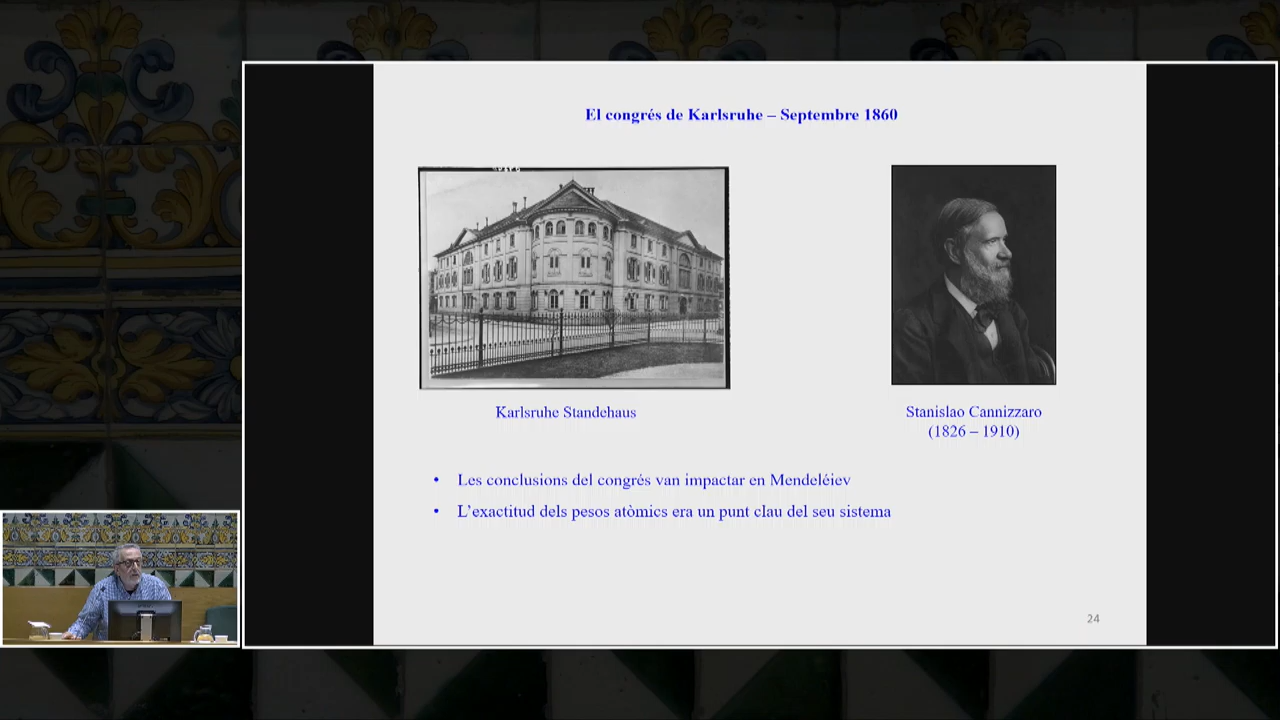 El congrés de Karlsruhe – Septembre 1860
Karlsruhe Standehaus
Stanislao Cannizzaro
(1826 – 1910)
• Les conclusions del congrés van impactar en Mendeléiev
• L’exactitud dels pesos atòmics era un punt clau del seu sistema
24